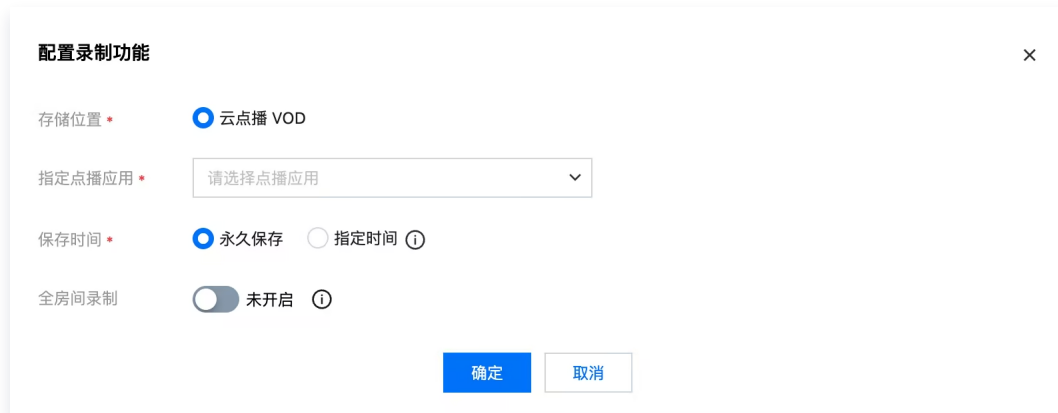 配置录制功能
存储位置 * 云点播 VOD
指定点播应用 * 请选择点播应用
保存时间 * 永久保存 指定时间
全房间录制 未开启
确定 取消